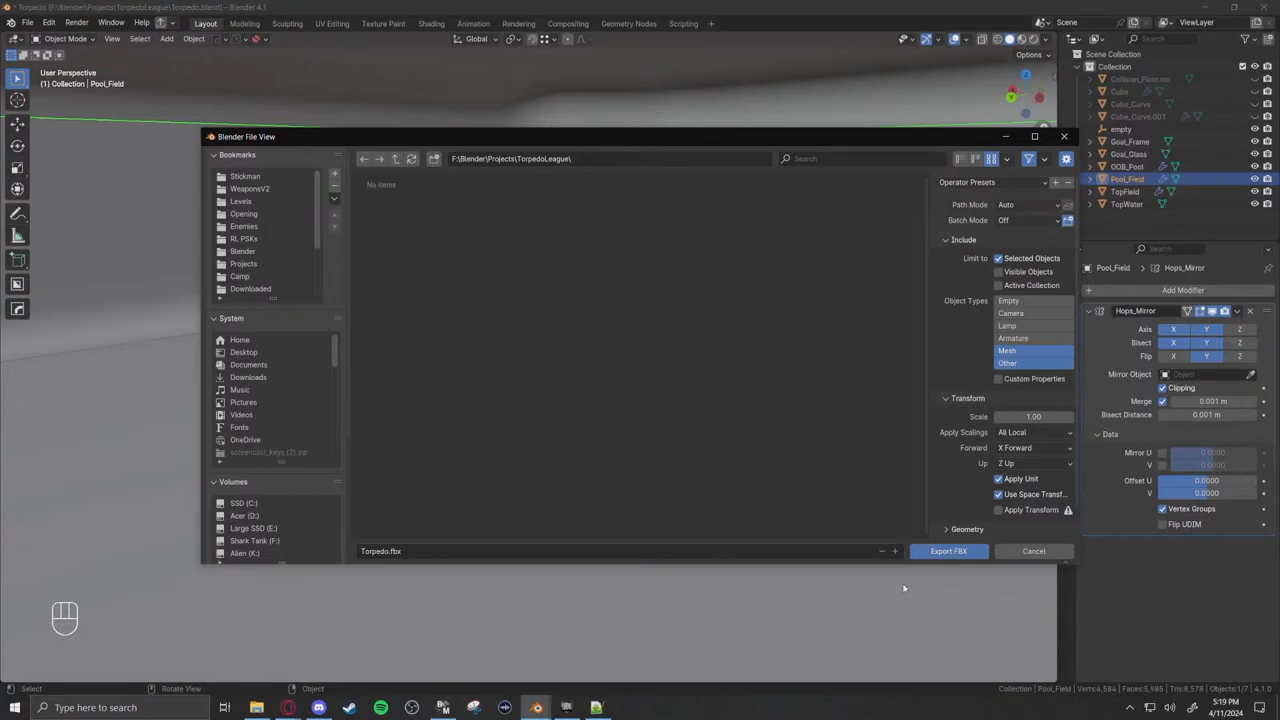 Torpedo [F:\Blender\Projects\TorpedoLeague\Torpedo.blend] - Blender 4.1
File Edit Render Window Help
Layout Modeling Sculpting UV Editing Texture Paint Shading Animation Rendering Compositing Geometry Nodes Scripting +
Scene
ViewLayer
Object Mode View Select Add Object
Global
Search
Options
User Perspective
(1) Collection | Pool_Field
Scene Collection
Collection
Collision_Floor.mo
Cube
Cube_Curve
Cube_Curve.001
empty
Goal_Frame
Goal_Glass
OOB_Pool
Pool_Field
TopField
TopWater
Blender File View
Bookmarks
Stickman
WeaponsV2
Levels
Opening
Enemies
RL PSKs
Blender
Projects
Camp
Downloaded
System
Home
Desktop
Documents
Downloads
Music
Pictures
Videos
Fonts
OneDrive
screencast_keys (2).zip
Volumes
SSD (C:)
Acer (D:)
Large SSD (E:)
Shark Tank (F:)
Alien (K:)
F:\Blender\Projects\TorpedoLeague\
Search
No items
Operator Presets
Path Mode Auto
Batch Mode Off
Include
Limit to Selected Objects
Visible Objects
Active Collection
Object Types Empty
Camera
Lamp
Armature
Mesh
Other
Custom Properties
Transform
Scale 1.00
Apply Scalings All Local
Forward X Forward
Up Z Up
Apply Unit
Use Space Transf...
Apply Transform
Geometry
Torpedo.fbx
Export FBX
Cancel
Search
Pool_Field > Hops_Mirror
Add Modifier
Hops_Mirror
Axis X Y Z
Bisect X Y Z
Flip X Y Z
Mirror Object Object
Clipping
Merge 0.001 m
Bisect Distance 0.001 m
Data
Mirror U 0.0000
V 0.0000
Offset U 0.0000
V 0.0000
Vertex Groups
Flip UDIM
Select Rotate View Object
Collection | Pool_Field | Verts:4,584 | Faces:5,985 | Tris:8,578 | Objects:1/7 | 4.1.0
Type here to search
5:19 PM
4/11/2024